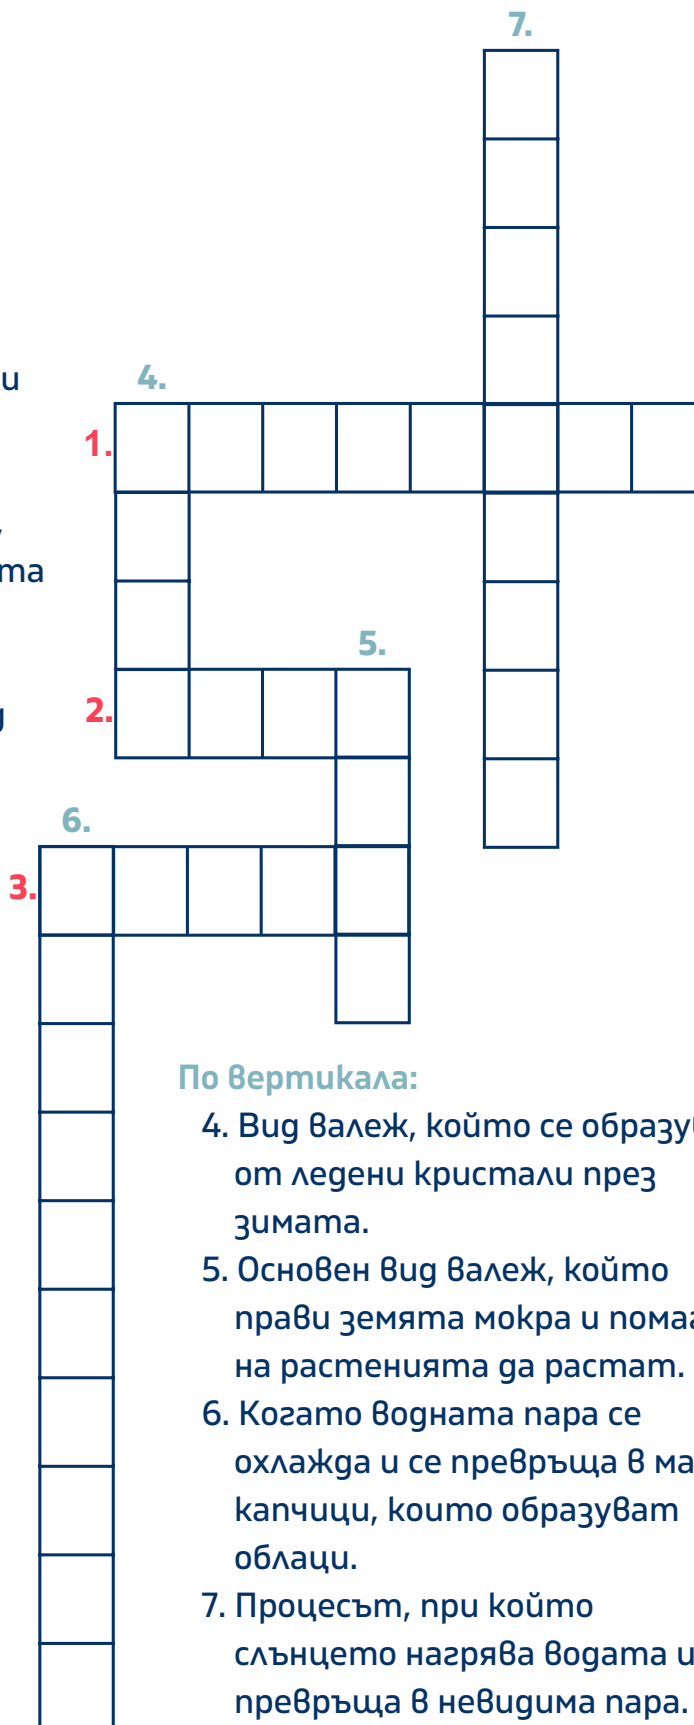 7.
и
4.
1.
та
5.
2.
6.
3.
По вертикала:
4. Вид валеж, който се образу
от ледени кристали през
зимата.
5. Основен вид валеж, който
прави земята мокра и пома
на растенията да растат.
6. Когато водната пара се
охлажда и се превръща в ма
капчици, които образуват
облаци.
7. Процесът, при който
слънцето нагрява водата и
превръща в невидима пара.